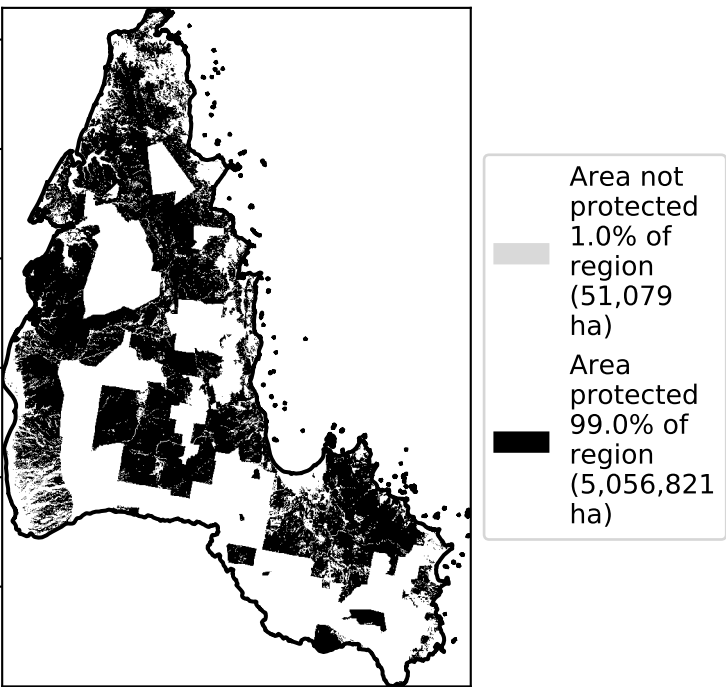 Area not
protected
1.0% of
region
(51,079
ha)
Area
protected
99.0% of
region
(5,056,821
ha)